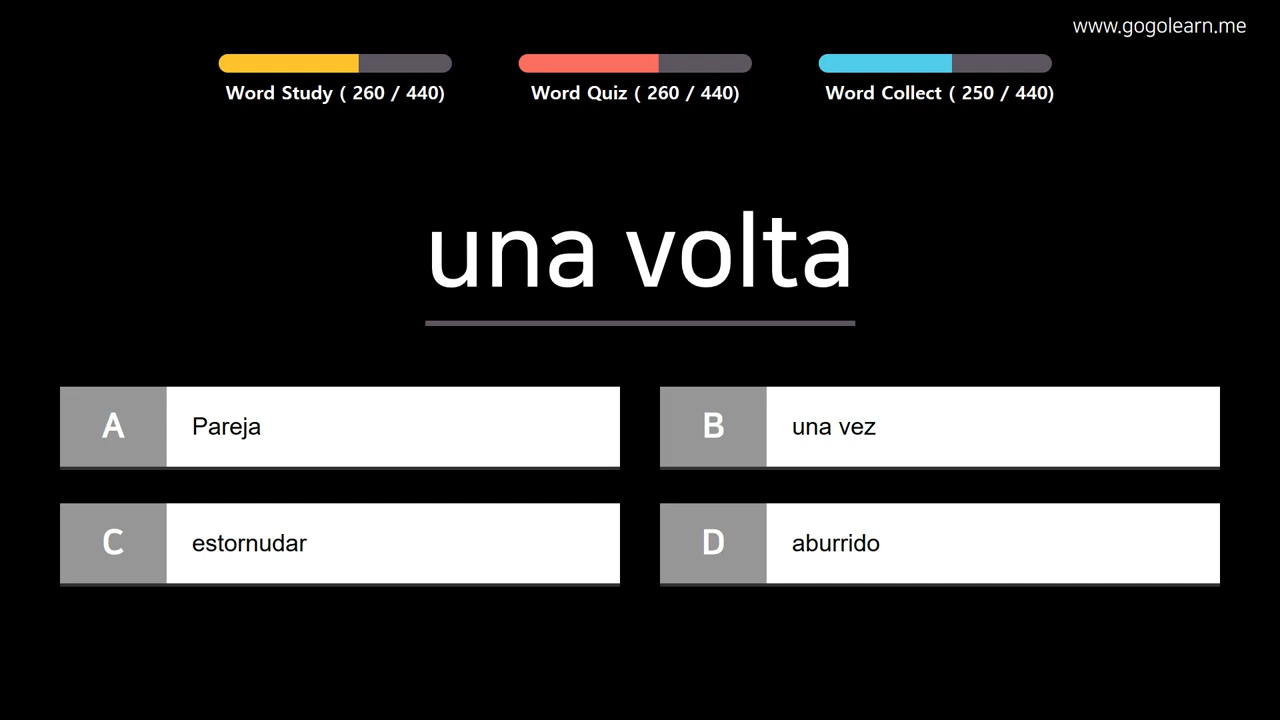 www.gogolearn.me
Word Study ( 260 / 440)
Word Quiz ( 260 / 440)
Word Collect ( 250 / 440)
una volta
A
Pareja
B
una vez
C
estornudar
D
aburrido